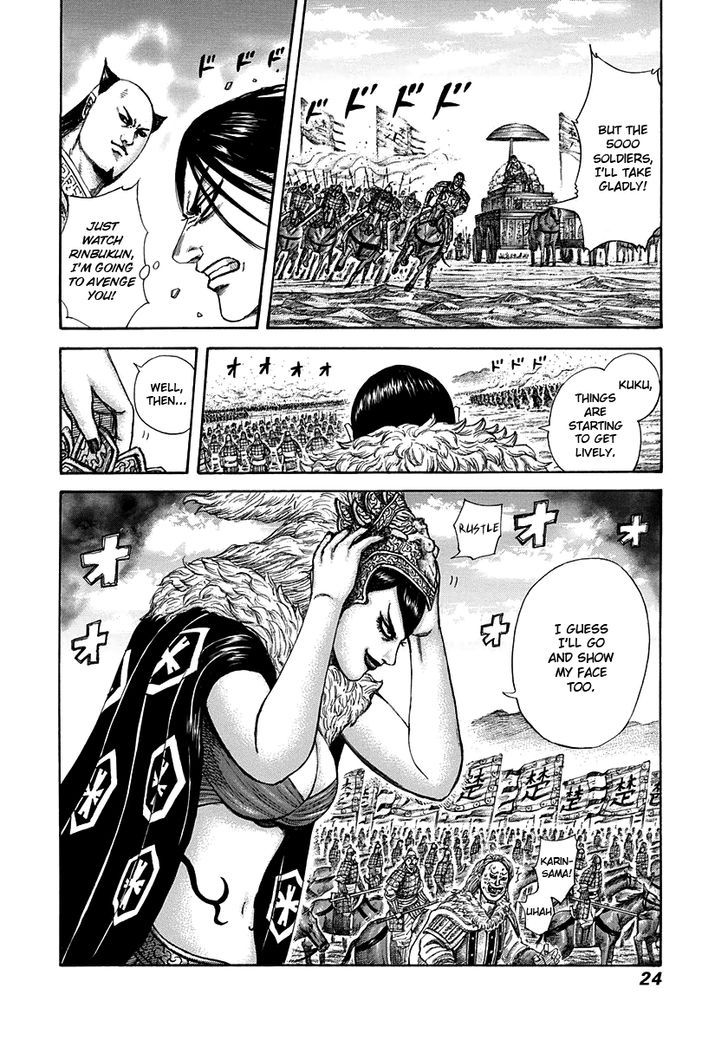 BUT THE
5000
SOLDIERS,
I'LL TAKE
GLADLY!
ドドド
ドド
JUST
WATCH
RINBUKUN,
I'M GOING
TO AVENGE
YOU!
KUKU,
THINGS
ARE
STARTING
TO GET
LIVELY.
ドドド
オオオオ
WELL,
THEN...
RUSTLE
オオ
オ
オ
I GUESS
I'LL GO
AND SHOW
MY FACE
TOO.
楚 楚 楚 楚
KARIN-
SAMA!
UHAH
24